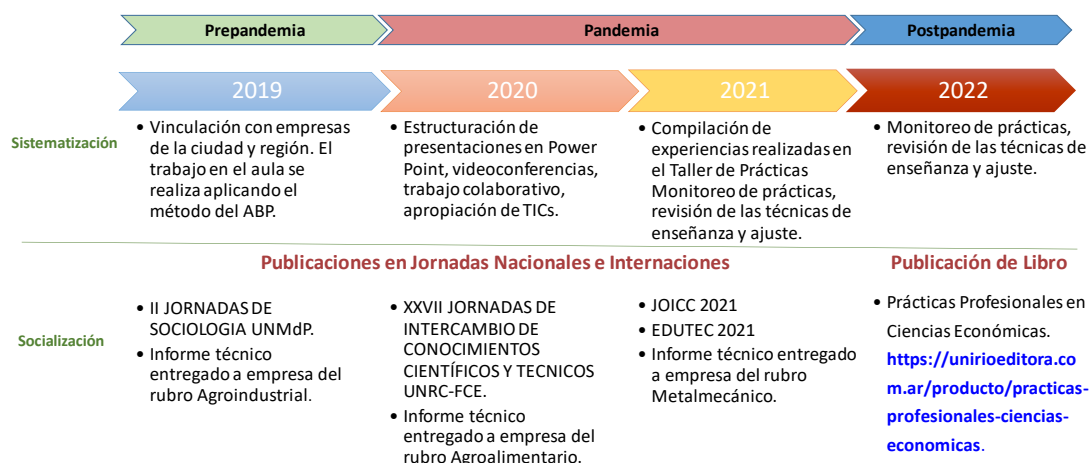 Prepandemia
Pandemia
Postpandemia
2019
2020
2021
2022
Sistematización
• Vinculación con empresas
de la ciudad y región. El
trabajo en el aula se
realiza aplicando el
método del ABP.
• Estructuración de
presentaciones en Power
Point, videoconferencias,
trabajo colaborativo,
apropiación de TICs.
• Compilación de
experiencias realizadas en
el Taller de Prácticas
Monitoreo de prácticas,
revisión de las técnicas de
enseñanza y ajuste.
• Monitoreo de prácticas,
revisión de las técnicas de
enseñanza y ajuste.
Publicaciones en Jornadas Nacionales e Internaciones
Publicación de Libro
Socialización
• II JORNADAS DE
SOCIOLOGIA UNMdP.
• Informe técnico
entregado a empresa del
rubro Agroindustrial.
• XXVII JORNADAS DE
INTERCAMBIO DE
CONOCIMIENTOS
CIENTÍFICOS Y TECNICOS
UNRC-FCE.
• Informe técnico
entregado a empresa del
rubro Agroalimentario.
• JOICC 2021
• EDUTEC 2021
• Informe técnico entregado
a empresa del rubro
Metalmecánico.
• Prácticas Profesionales en
Ciencias Económicas.
https://unirioeditora.co
m.ar/producto/practicas-
profesionales-ciencias-
economicas.